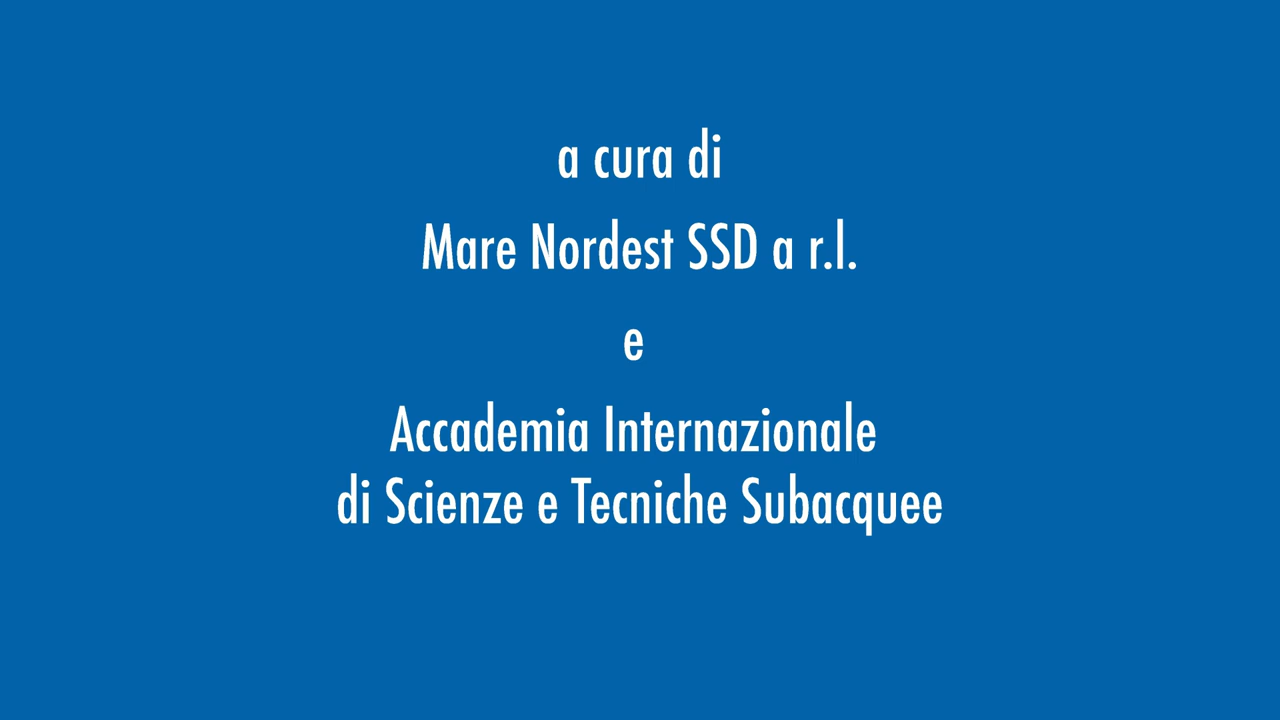 a cura di
Mare Nordest SSD a r.l.
e
Accademia Internazionale
di Scienze e Tecniche Subacquee